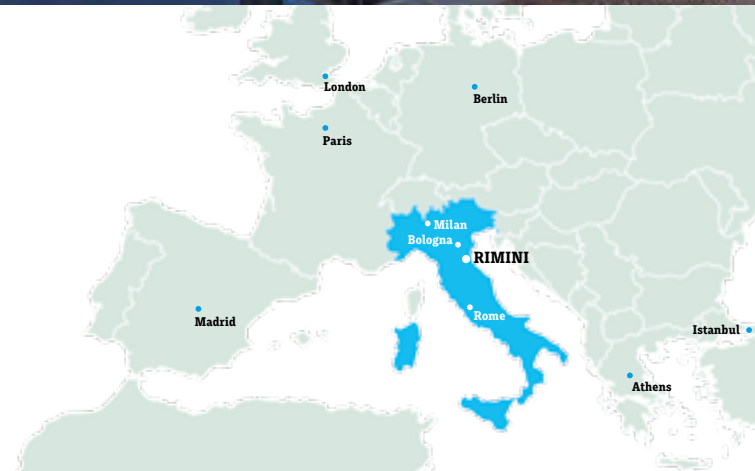 London
Berlin
Paris
Milan
Bologna
RIMINI
Rome
Madrid
Istanbul
Athens